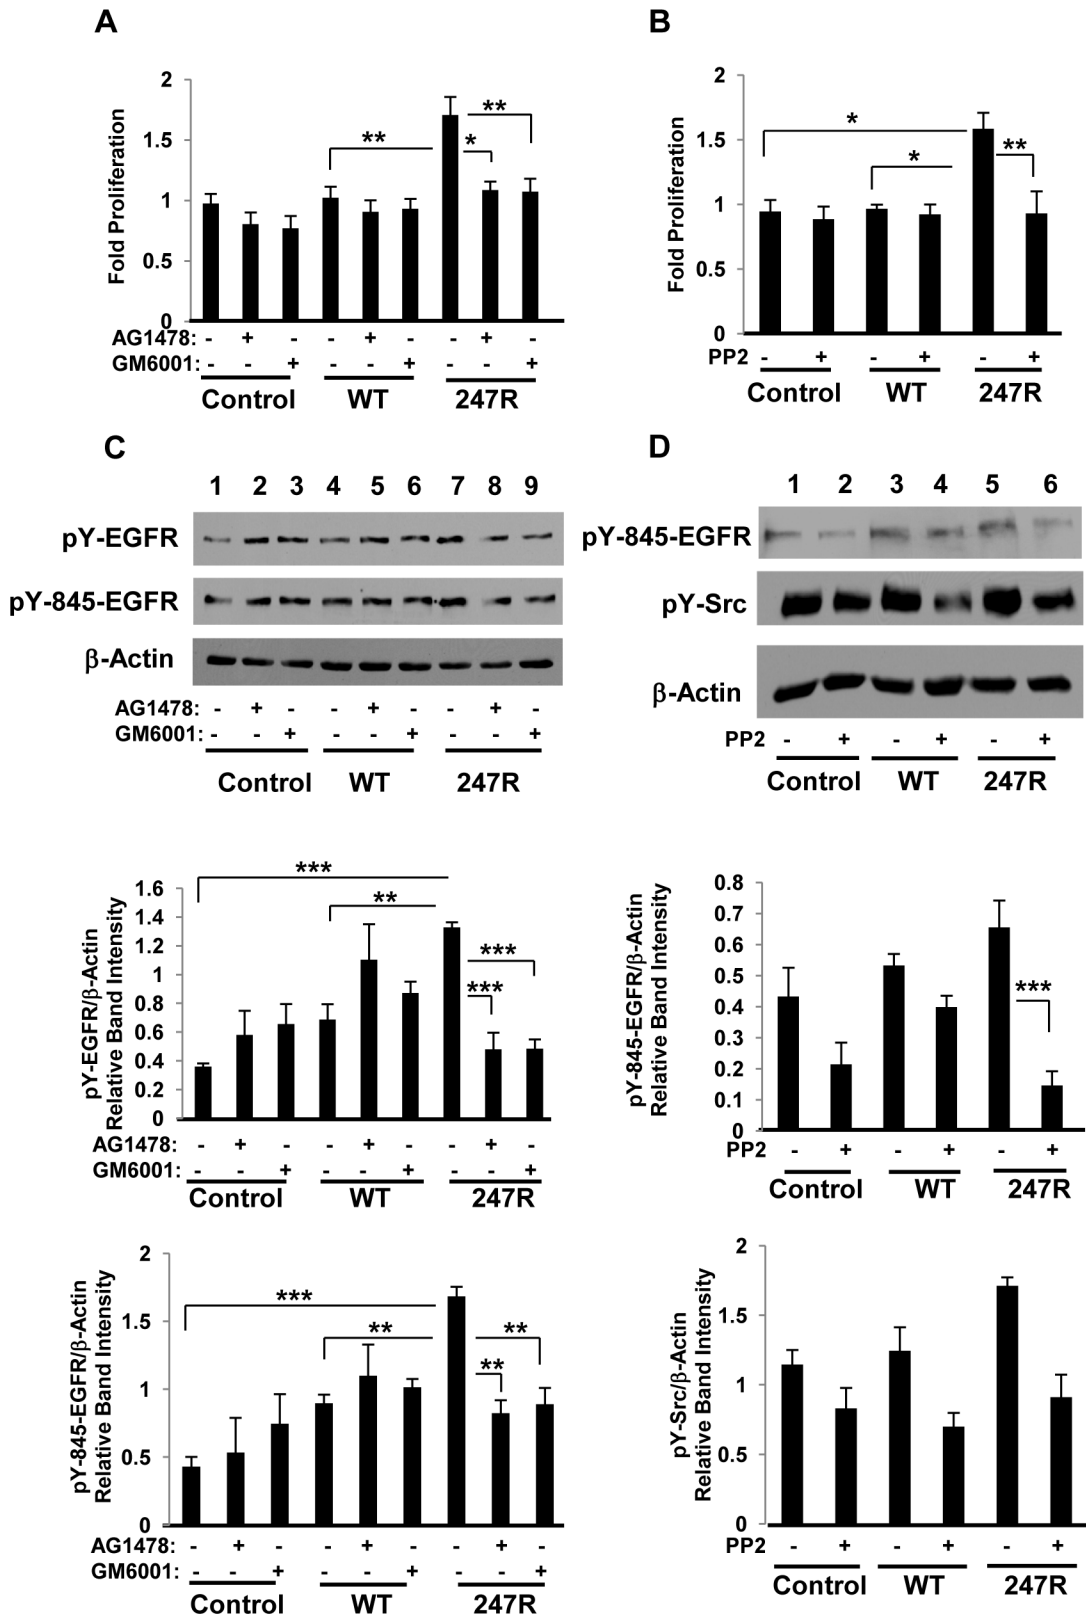 A
2
1.5
1
0.5
0
Fold Proliferation
** * **
AG1478: - + - - + - - + -
GM6001: - - + - - + - - +
Control WT 247R
B
2
1.5
1
0.5
0
Fold Proliferation
* * **
PP2 - + - + - +
Control WT 247R
C
1 2 3 4 5 6 7 8 9
pY-EGFR
pY-845-EGFR
β-Actin
AG1478: - + - - + - - + -
GM6001: - - + - - + - - +
Control WT 247R
D
1 2 3 4 5 6
pY-845-EGFR
pY-Src
β-Actin
PP2 - + - + - +
Control WT 247R
1.6
1.4
1.2
1
0.8
0.6
0.4
0.2
0
pY-EGFR/β-Actin
Relative Band Intensity
***
**
***
***
AG1478: - + - - + - - + -
GM6001: - - + - - + - - +
Control WT 247R
0.8
0.7
0.6
0.5
0.4
0.3
0.2
0.1
0
pY-845-EGFR/β-Actin
Relative Band Intensity
***
PP2 - + - + - +
Control WT 247R
2
1.5
1
0.5
0
pY-845-EGFR/β-Actin
Relative Band Intensity
***
** **
**
AG1478: - + - - + - - + -
GM6001: - - + - - + - - +
Control WT 247R
2
1.5
1
0.5
0
pY-Src/β-Actin
Relative Band Intensity
PP2 - + - + - +
Control WT 247R